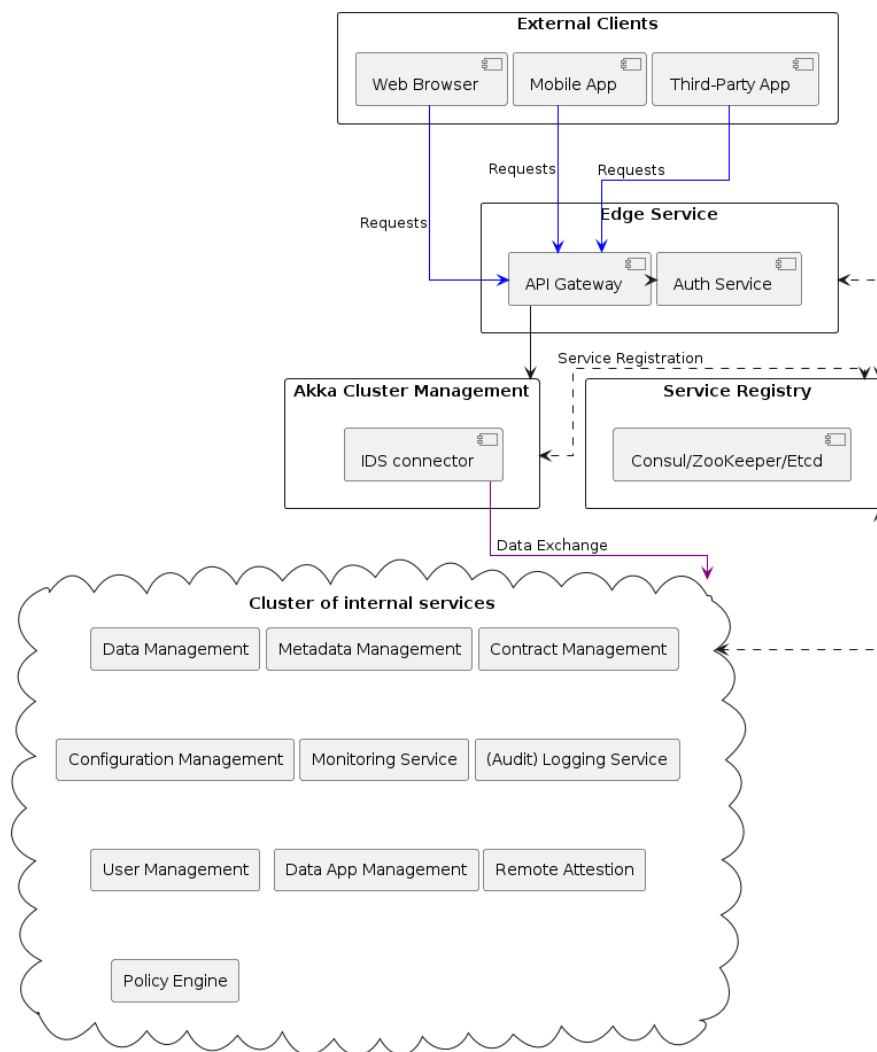 External Clients
Web Browser
Mobile App
Third-Party App
Requests
Requests
Requests
Edge Service
API Gateway
Auth Service
Service Registration
Akka Cluster Management
Service Registry
IDS connector
Consul/ZooKeeper/Etcd
Data Exchange
Cluster of internal services
Data Management
Metadata Management
Contract Management
Configuration Management
Monitoring Service
(Audit) Logging Service
User Management
Data App Management
Remote Attestion
Policy Engine